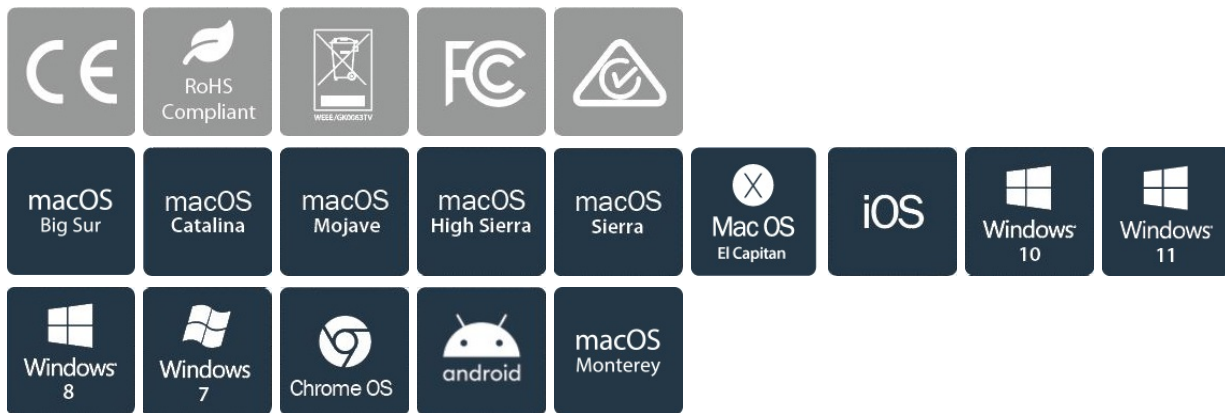 CE
RoHS
Compliant
WEEE/GK0063TV
FC
macOS
Big Sur
macOS
Catalina
macOS
Mojave
macOS
High Sierra
macOS
Sierra
X
Mac OS
El Capitan
iOS
Windows
10
Windows
11
Windows
8
Windows
7
Chrome OS
android
macOS
Monterey